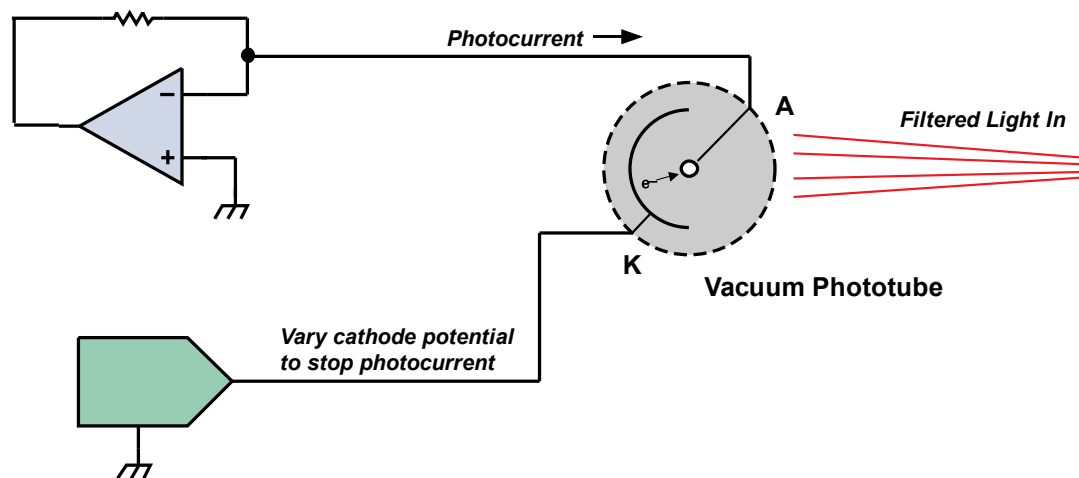 Photocurrent
A
Filtered Light In
−
+
e−
K
Vacuum Phototube
Vary cathode potential
to stop photocurrent